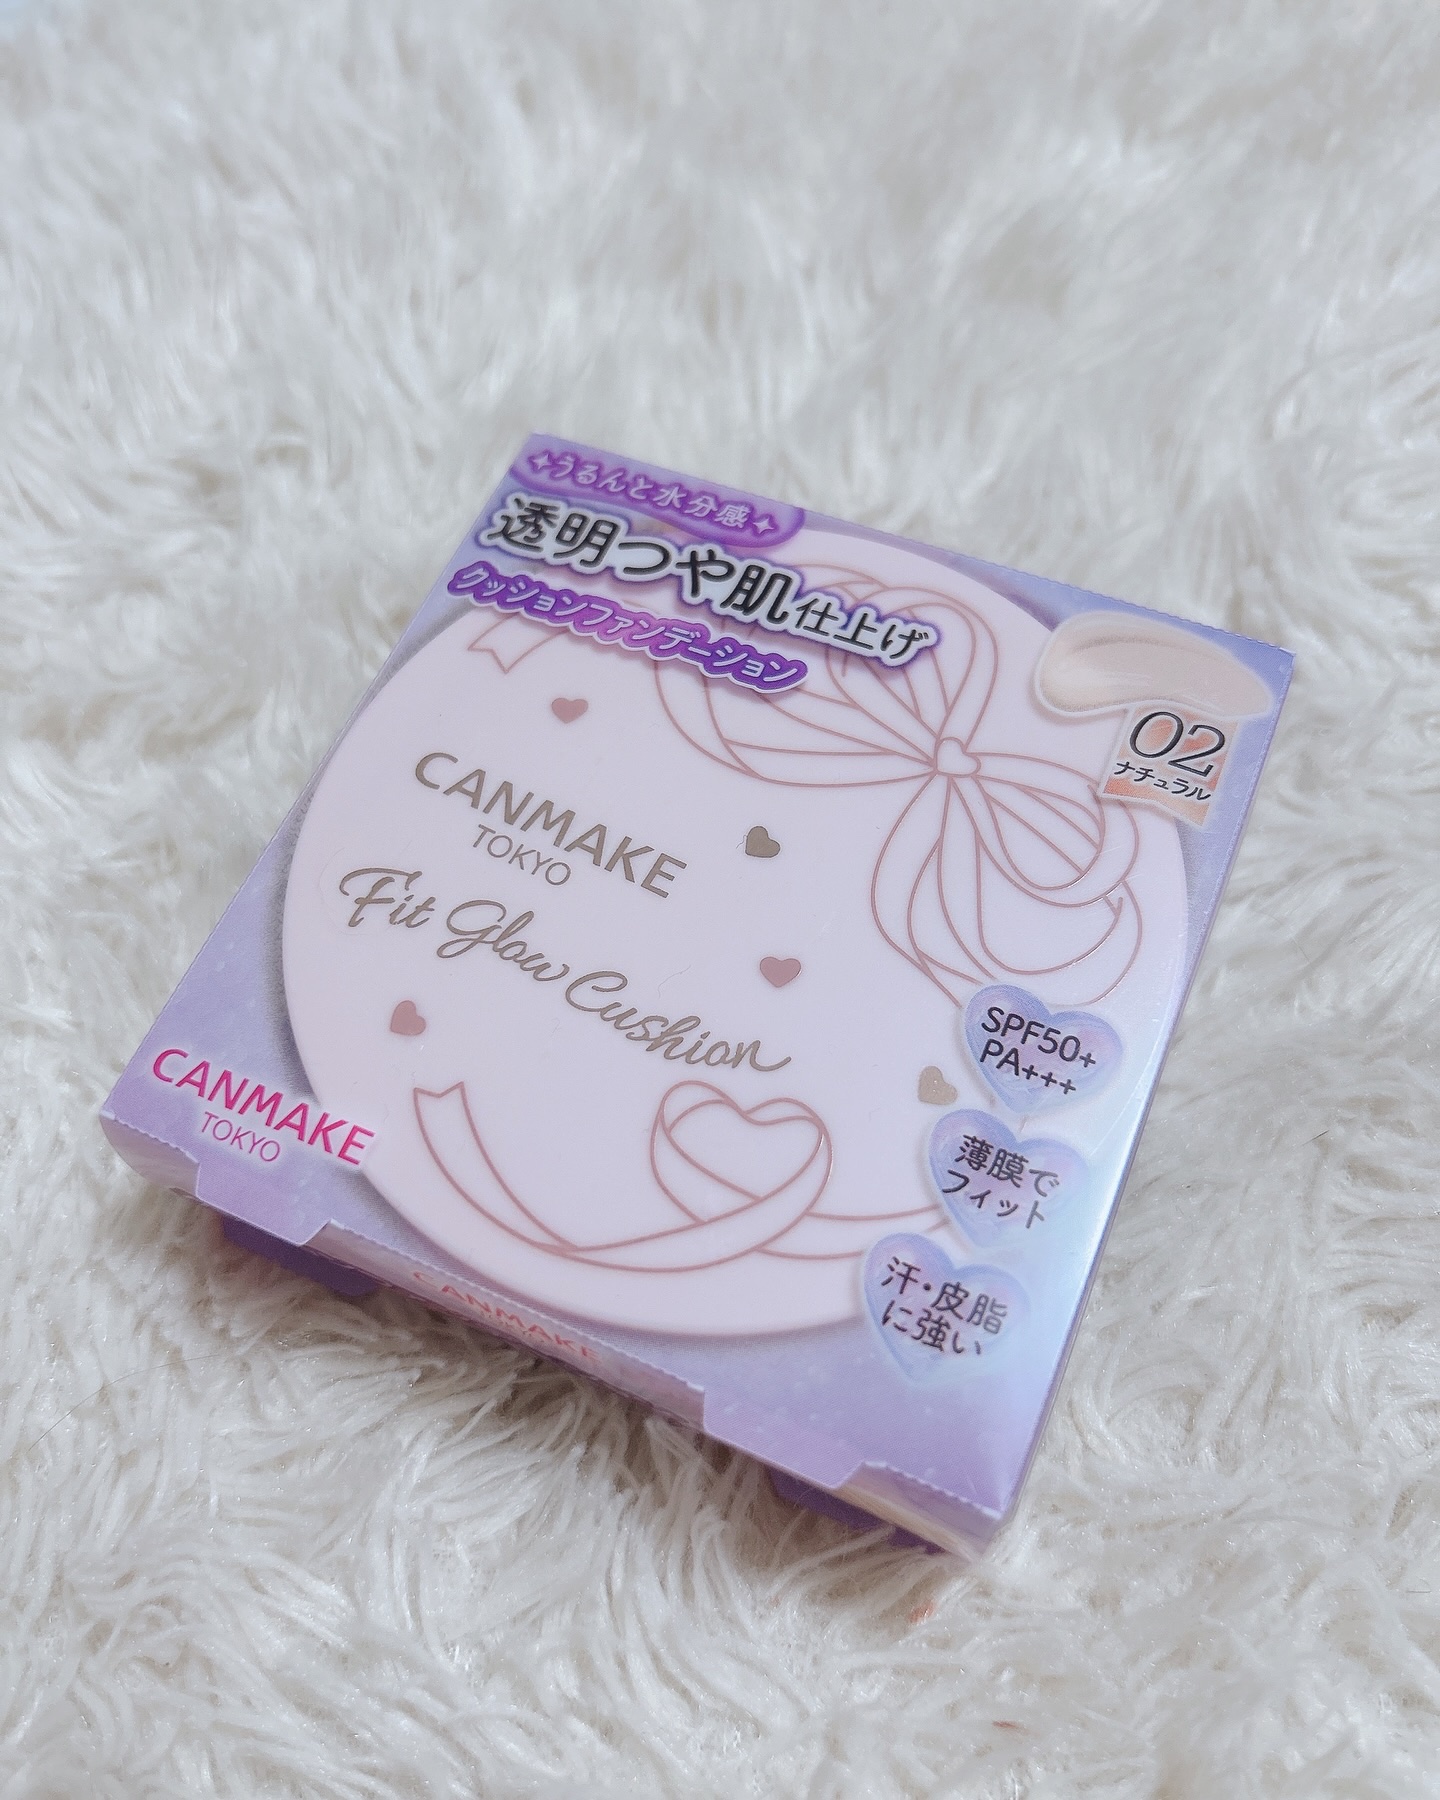 うるんと水分感
透明つや肌仕上げ
クッションファンデーション
02
ナチュラル
CANMAKE
TOKYO
Fit Glow Cushion
SPF50+
PA+++
薄膜で
フィット
汗・皮脂
に強い
CANMAKE
TOKYO
CANMAKE